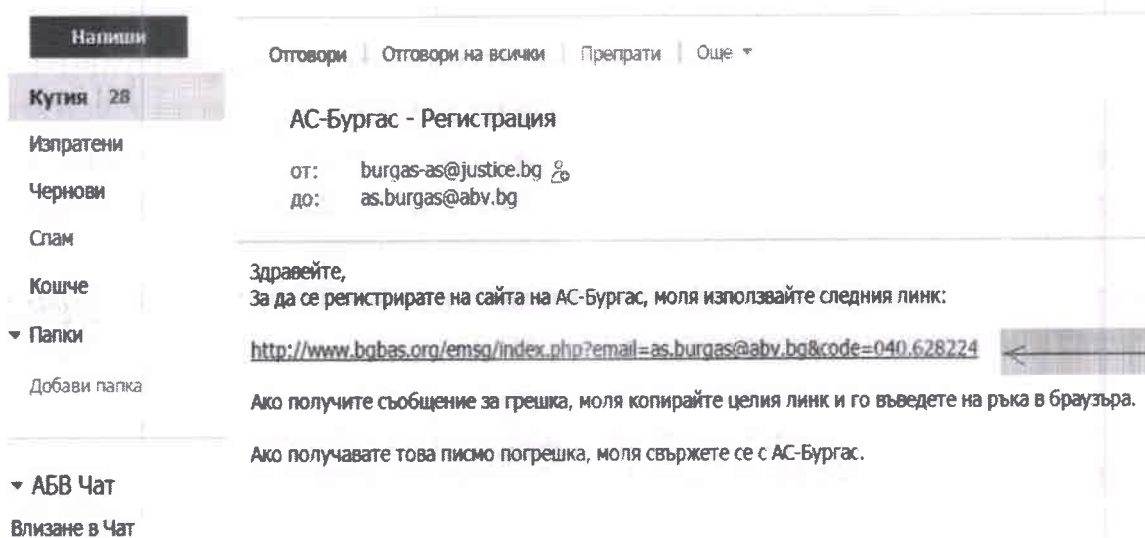 Напиши
Кутия | 28
Изпратени
Чернови
Спам
Кошче
Папки
Добави папка
АБВ Чат
Влизане в Чат
Отговори | Отговори на всички | Препрати | Още
АС-Бургас - Регистрация
от: burgas-as@justice.bg
до: as.burgas@abv.bg
Здравейте,
За да се регистрирате на сайта на АС-Бургас, моля използвайте следния линк:
http://www.bgbas.org/emsg/index.php?email=as.burgas@abv.bg&code=040.628224
Ако получите съобщение за грешка, моля копирайте целия линк и го въведете на ръка в браузъра.
Ако получавате това писмо погрешка, моля свържете се с АС-Бургас.